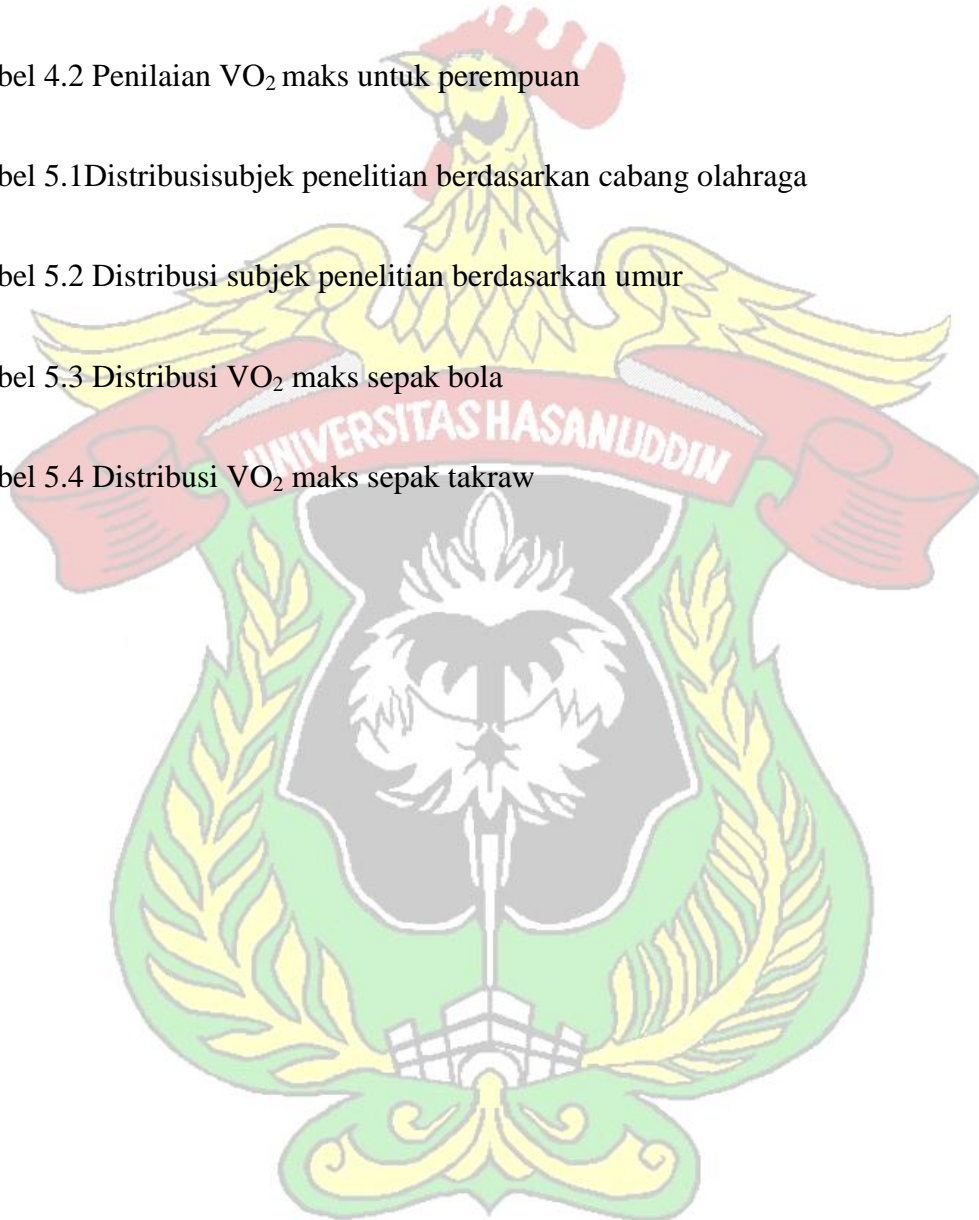 bel 4.2 Penilaian VO₂ maks untuk perempuan
bel 5.1Distribusisubjek penelitian berdasarkan cabang olahraga
bel 5.2 Distribusi subjek penelitian berdasarkan umur
bel 5.3 Distribusi VO₂ maks sepak bola
UNIVERSITAS HASANUDDIN
bel 5.4 Distribusi VO₂ maks sepak takraw